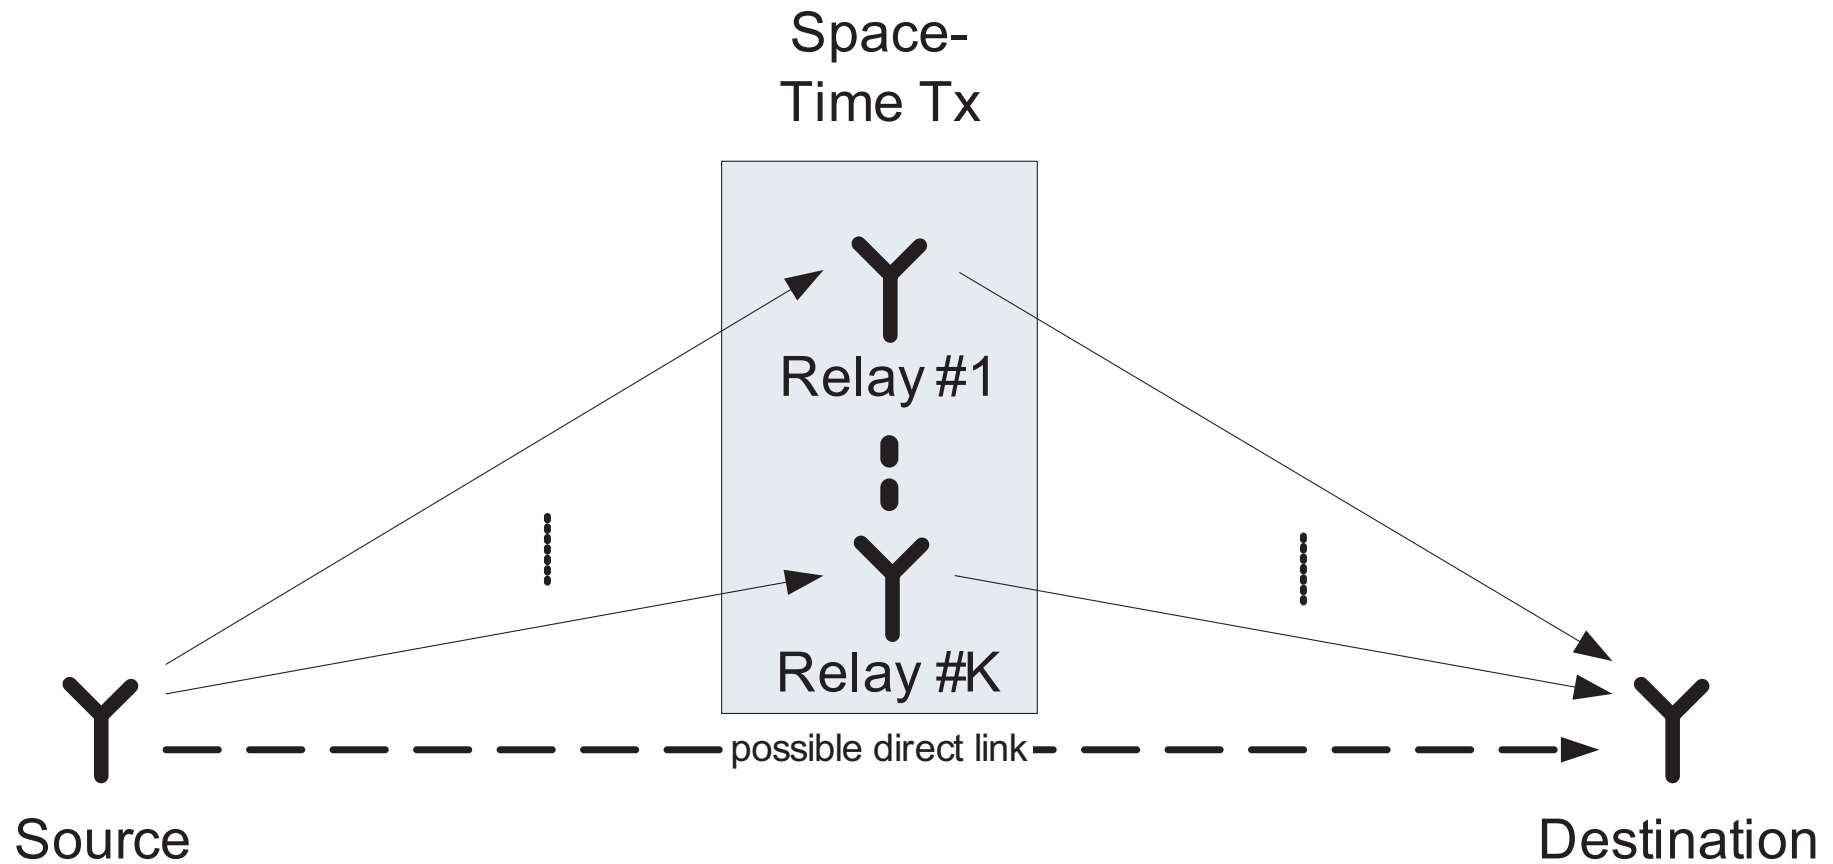 Space-
Time Tx
Relay #1
Relay #K
possible direct link
Source
Destination